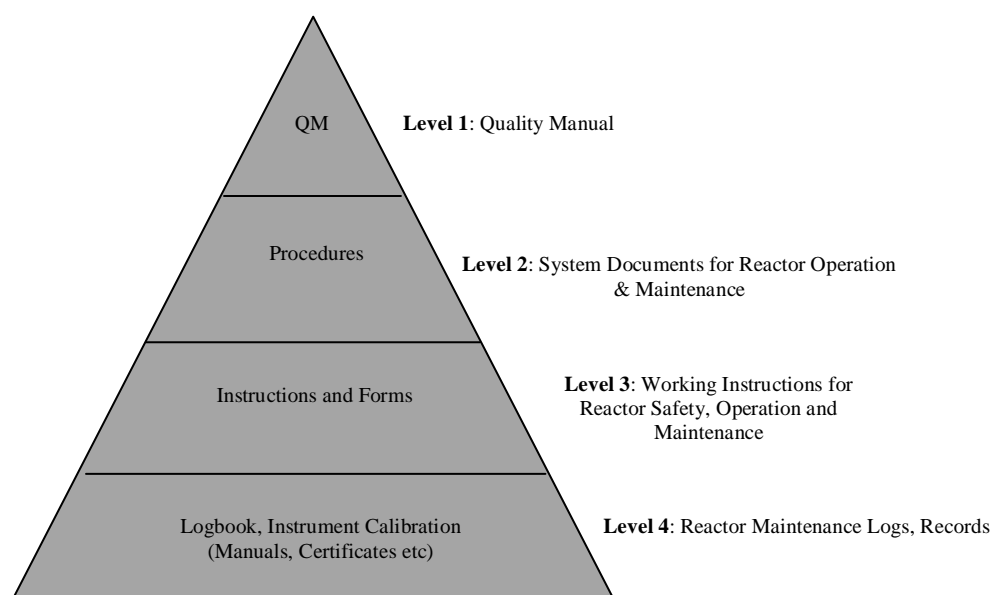 QM
Level 1: Quality Manual
Procedures
Level 2: System Documents for Reactor Operation
& Maintenance
Instructions and Forms
Level 3: Working Instructions for
Reactor Safety, Operation and
Maintenance
Logbook, Instrument Calibration
(Manuals, Certificates etc)
Level 4: Reactor Maintenance Logs, Records